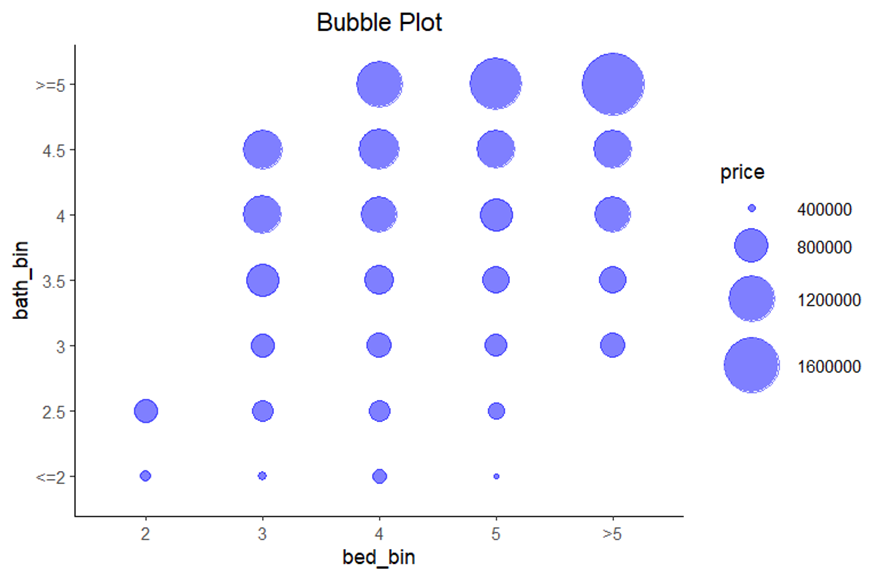 Bubble Plot
bath_bin
>=5
4.5
4
3.5
3
2.5
<=2
2 3 4 5 >5
bed_bin
price
400000
800000
1200000
1600000